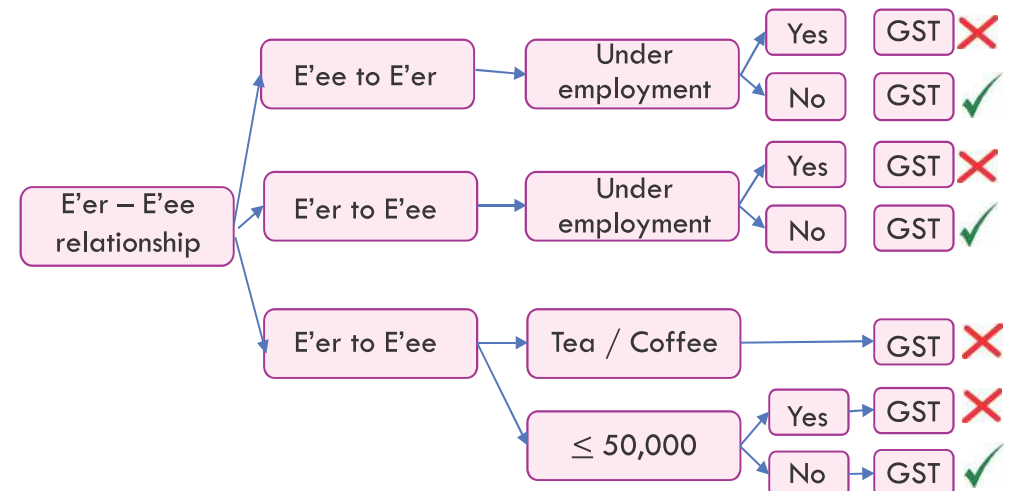 E'er – E'ee
relationship
E'ee to E'er
Under
employment
Yes
GST
No
GST
E'er to E'ee
Under
employment
Yes
GST
No
GST
E'er to E'ee
Tea / Coffee
GST
≤ 50,000
Yes
GST
No
GST